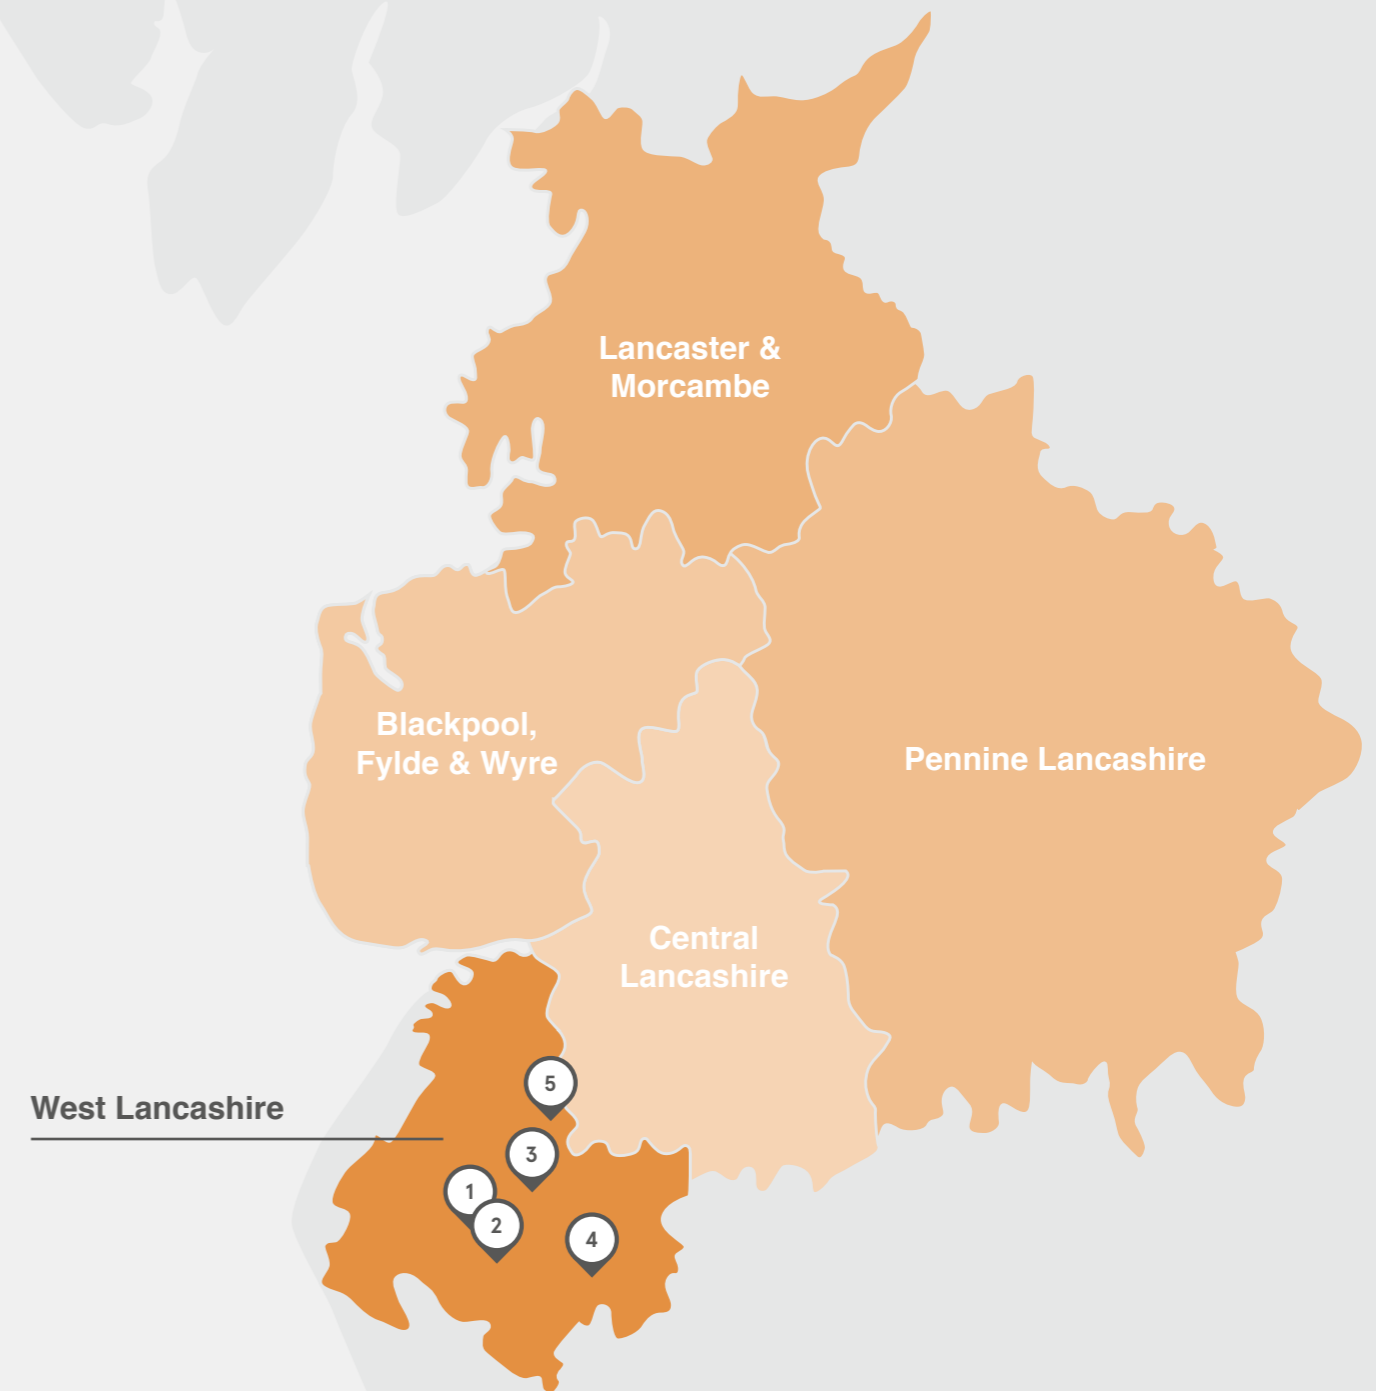 Lancaster &
Morcambe
Blackpool,
Fylde & Wyre
Pennine Lancashire
Central
Lancashire
West Lancashire
5
3
1
2
4